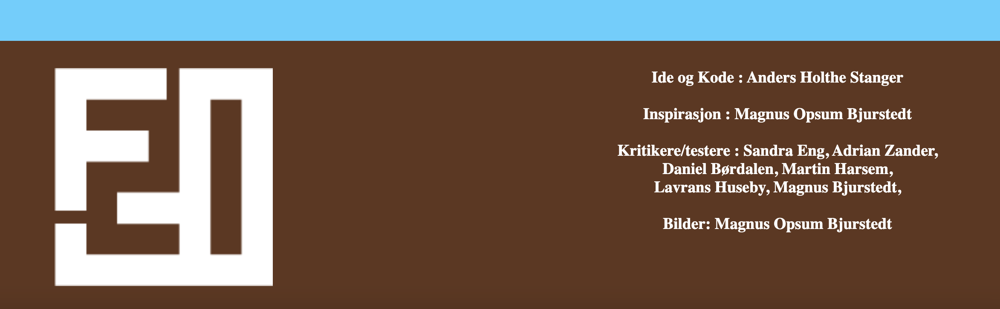 Ide og Kode : Anders Holthe Stanger
Inspirasjon : Magnus Opsum Bjurstedt
Kritikere/testere : Sandra Eng, Adrian Zander,
Daniel Børdalen, Martin Harsem,
Lavrans Huseby, Magnus Bjurstedt,
Bilder: Magnus Opsum Bjurstedt